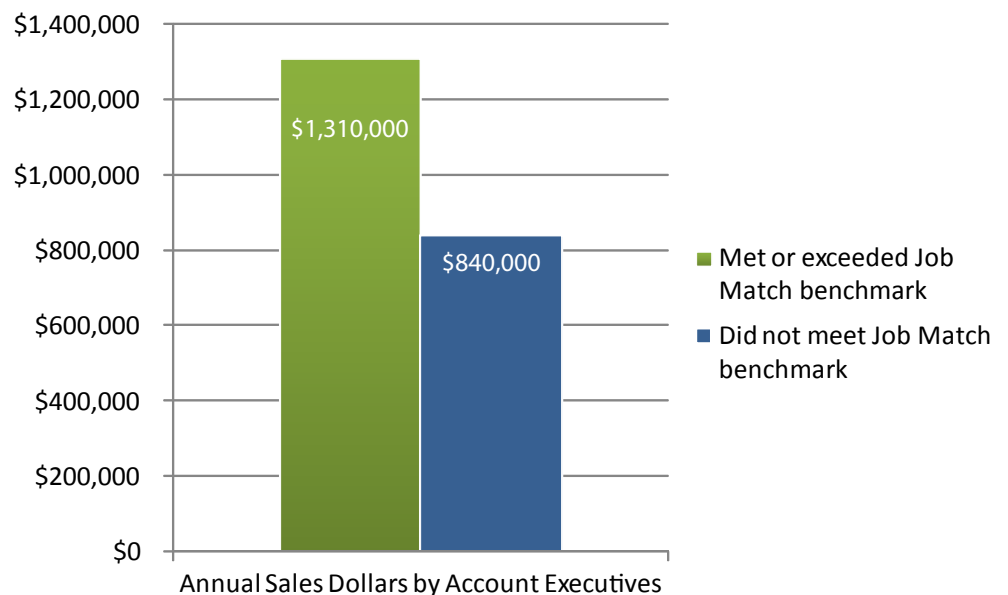 $1,400,000
$1,200,000
$1,000,000
$800,000
$600,000
$400,000
$200,000
$0
$1,310,000
$840,000
Annual Sales Dollars by Account Executives
Met or exceeded Job
Match benchmark
Did not meet Job Match
benchmark